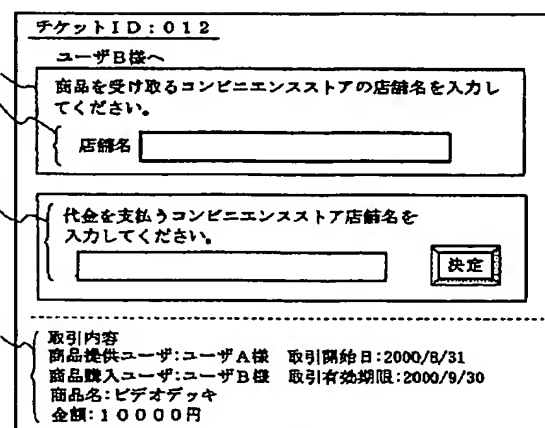 チケットID:012
ユーザB様へ
商品を受け取るコンビニエンスストアの店舗名を入力し
てください。
店舗名
代金を支払うコンビニエンスストア店舗名を
入力してください。
決定
取引内容
商品提供ユーザ:ユーザA様 取引開始日:2000/8/31
商品購入ユーザ:ユーザB様 取引有効期限:2000/9/30
商品名:ビデオデッキ
金額:10000円